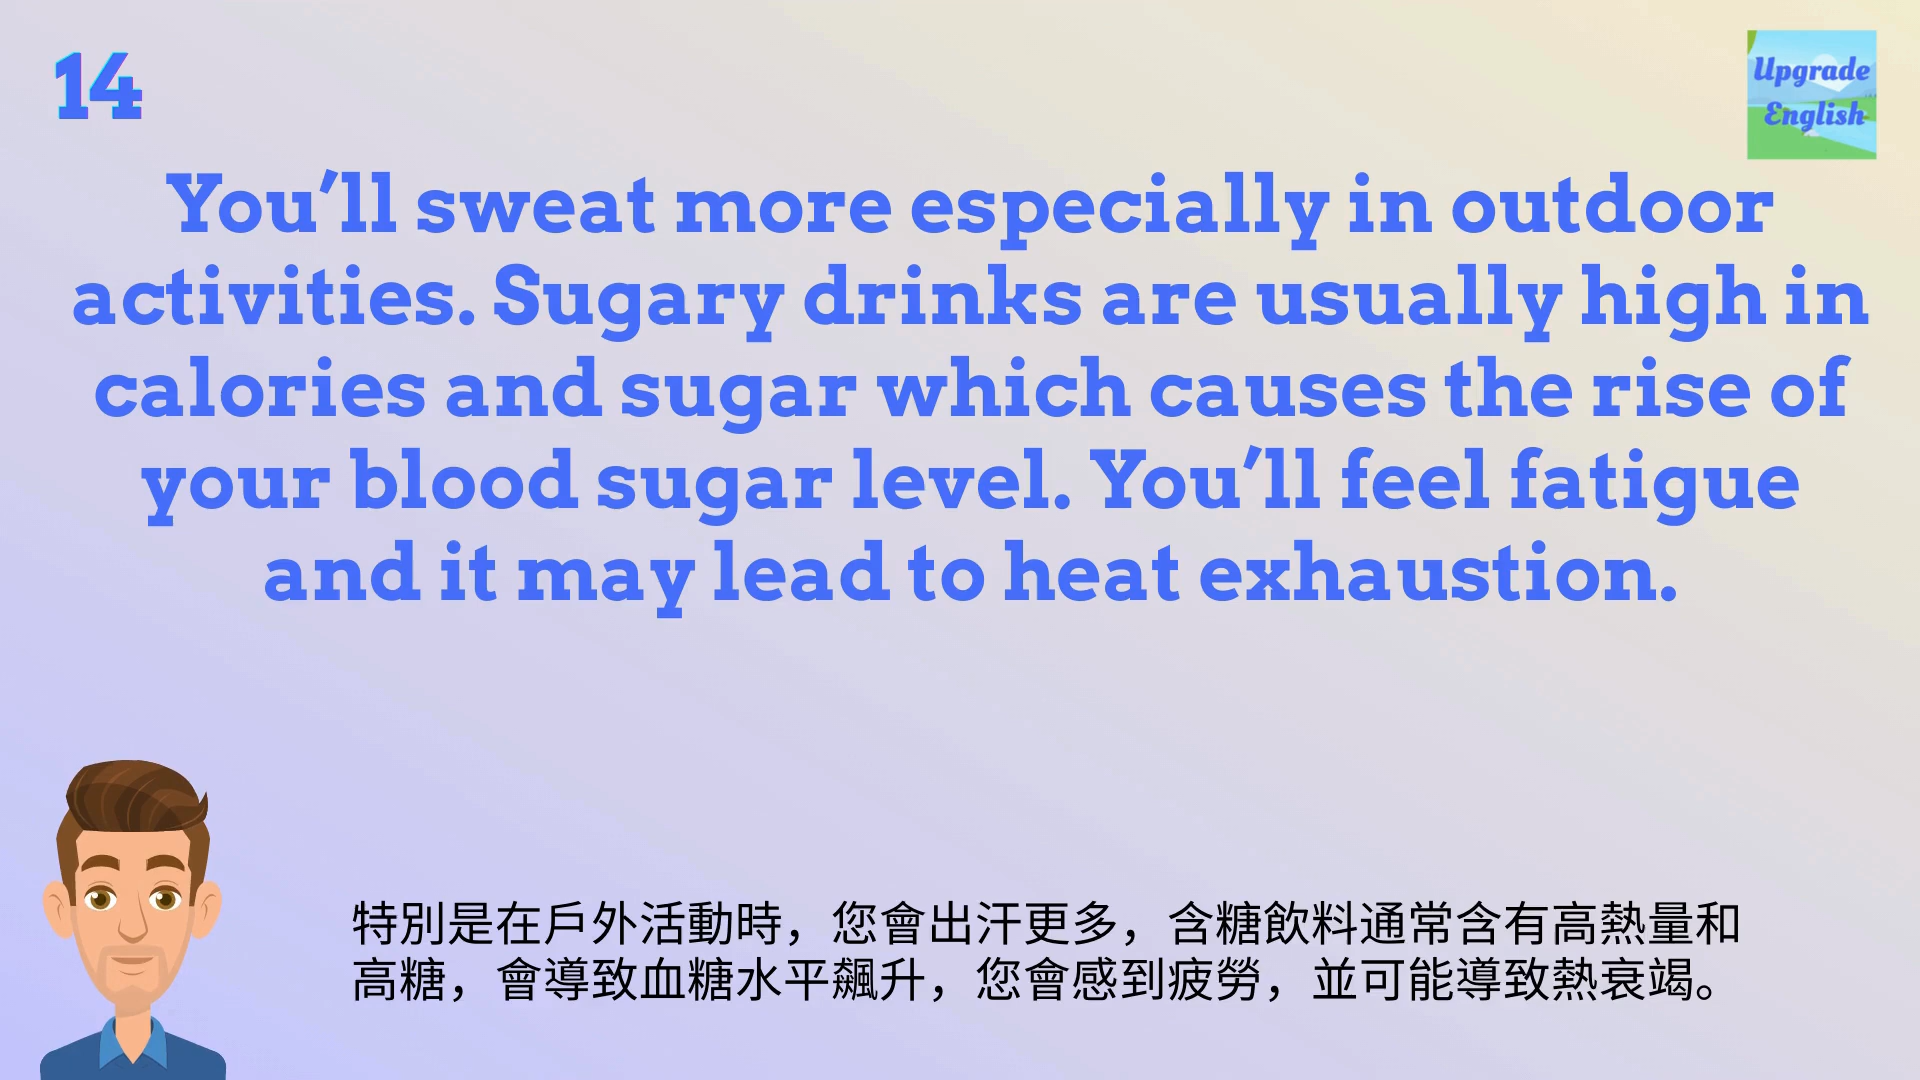 14
Upgrade
English
You’ll sweat more especially in outdoor
activities. Sugary drinks are usually high in
calories and sugar which causes the rise of
your blood sugar level. You’ll feel fatigue
and it may lead to heat exhaustion.
特別是在戶外活動時，您會出汗更多，含糖飲料通常含有高熱量和
高糖，會導致血糖水平飆升，您會感到疲勞，並可能導致熱衰竭。